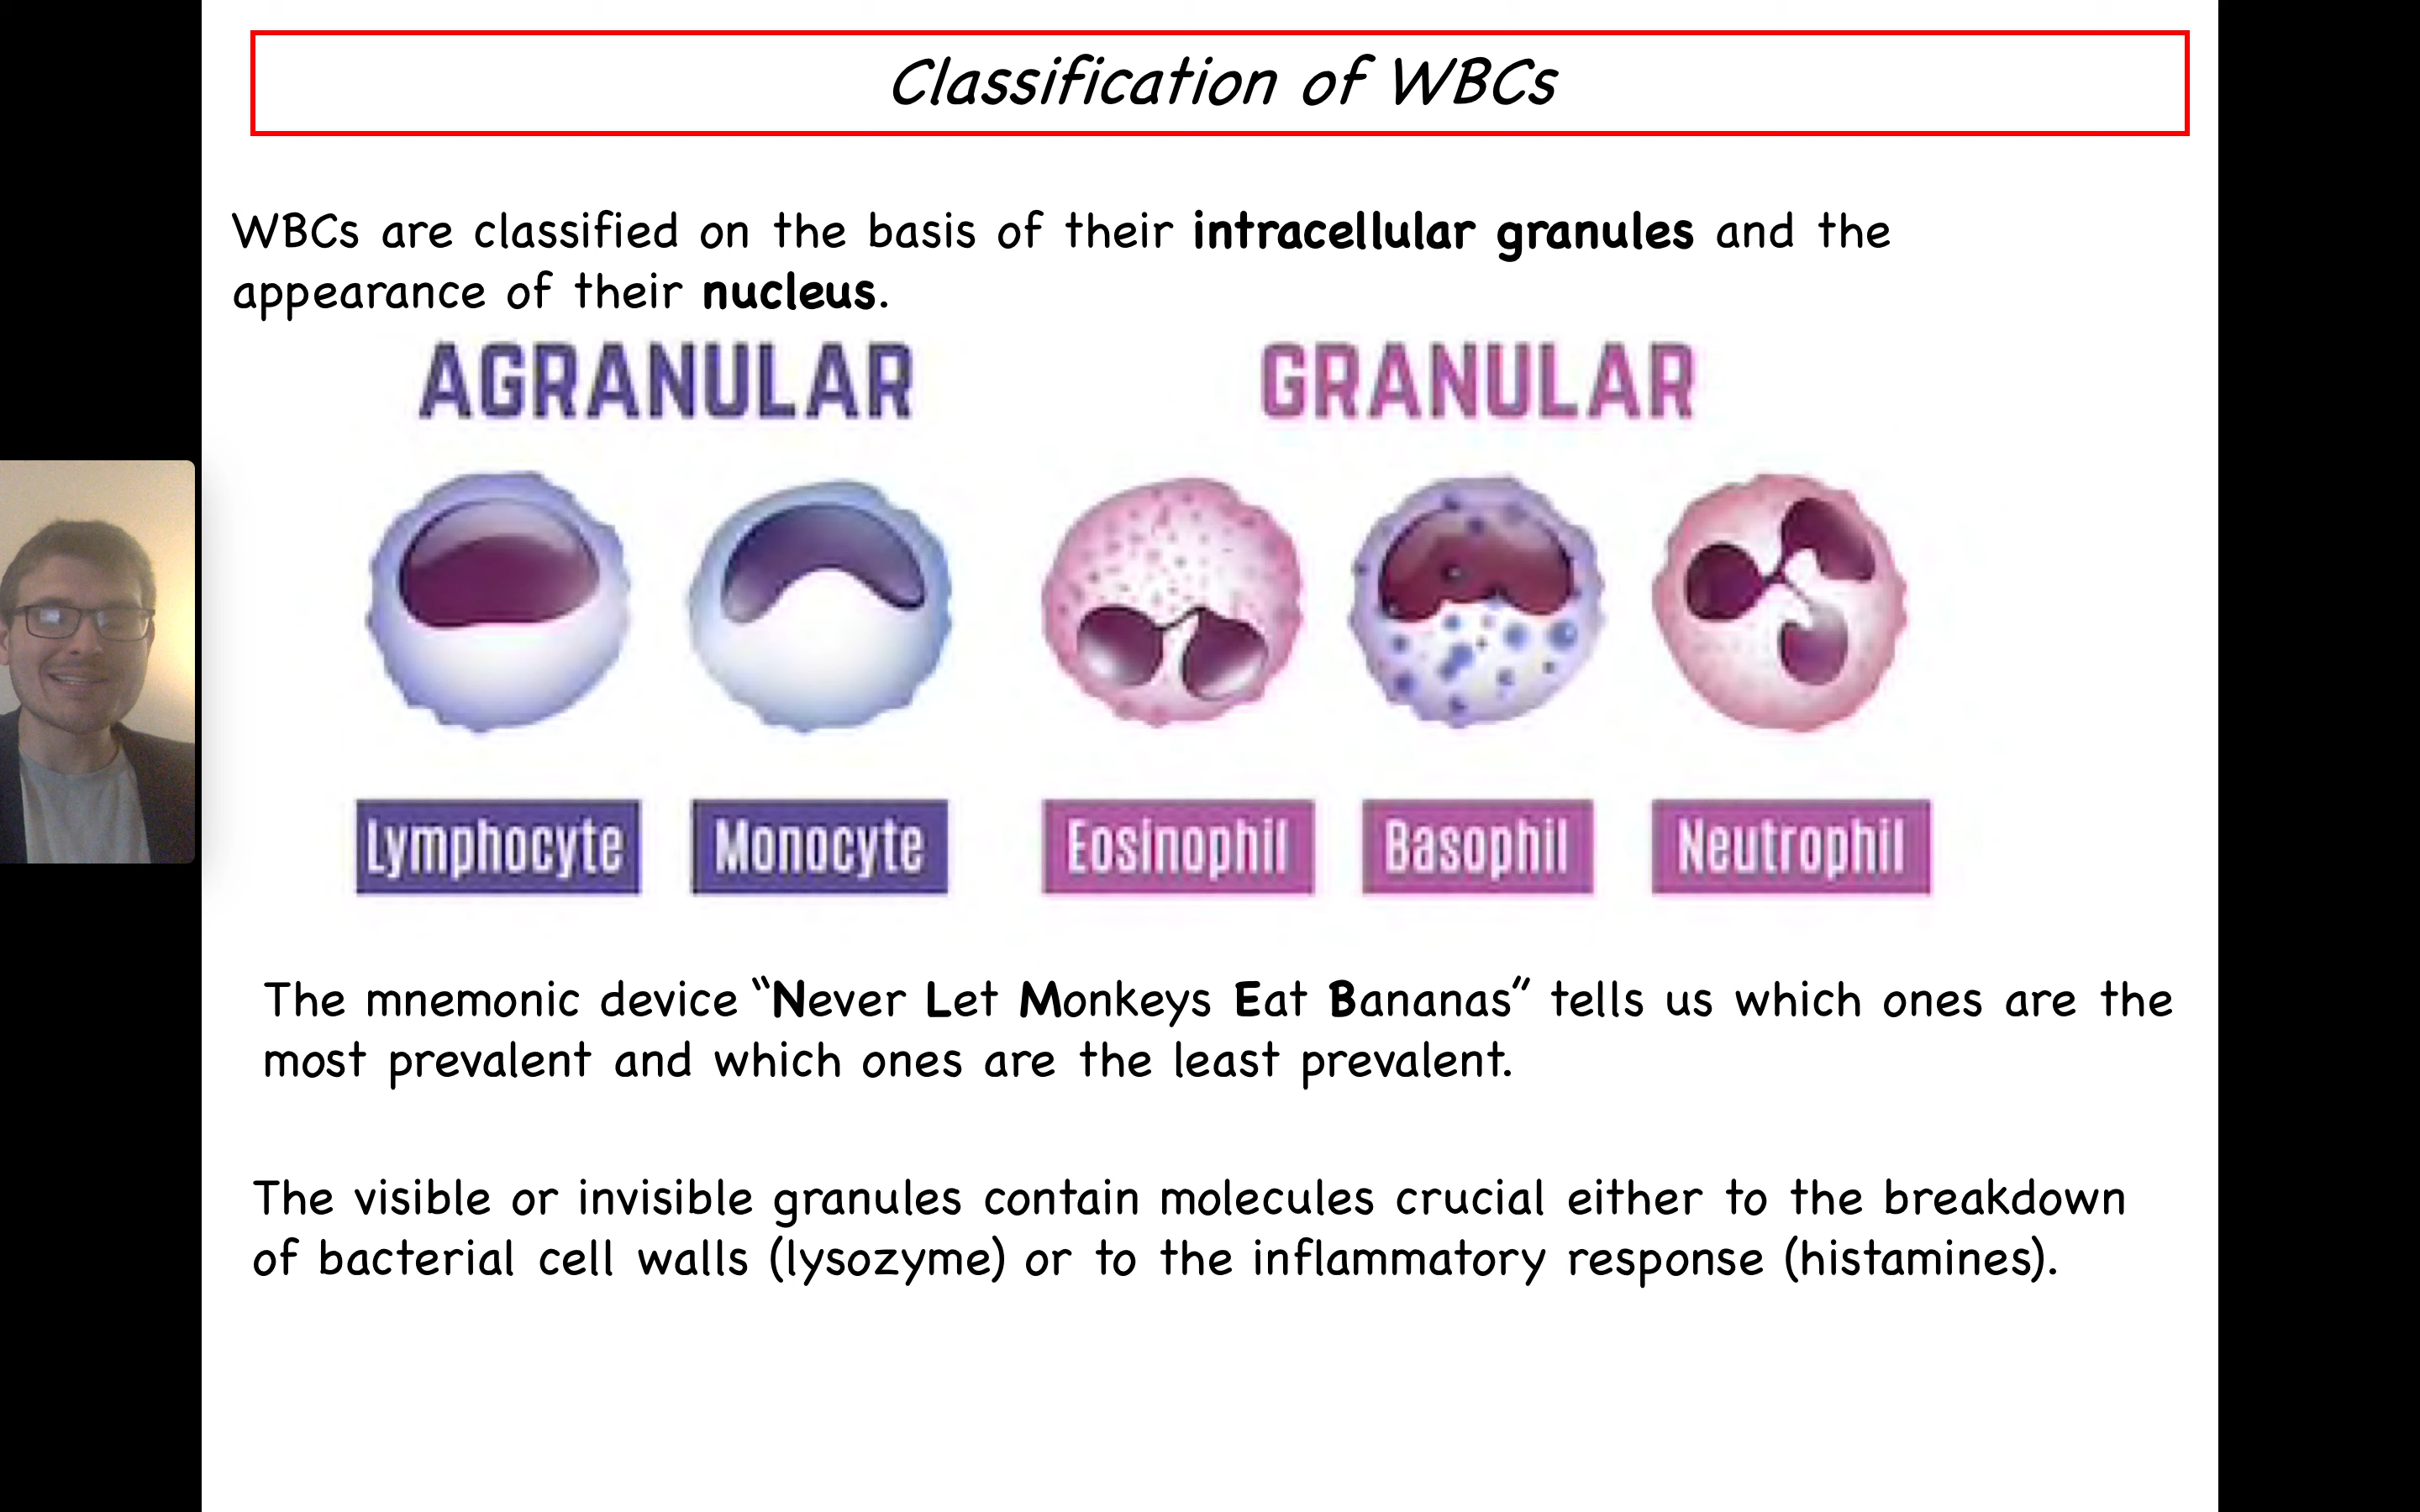 Classification of WBCs
WBCs are classified on the basis of their intracellular granules and the
appearance of their nucleus.
AGRANULAR GRANULAR
Lymphocyte Monocyte Eosinophil Basophil Neutrophil
The mnemonic device “Never Let Monkeys Eat Bananas” tells us which ones are the
most prevalent and which ones are the least prevalent.
The visible or invisible granules contain molecules crucial either to the breakdown
of bacterial cell walls (lysozyme) or to the inflammatory response (histamines).